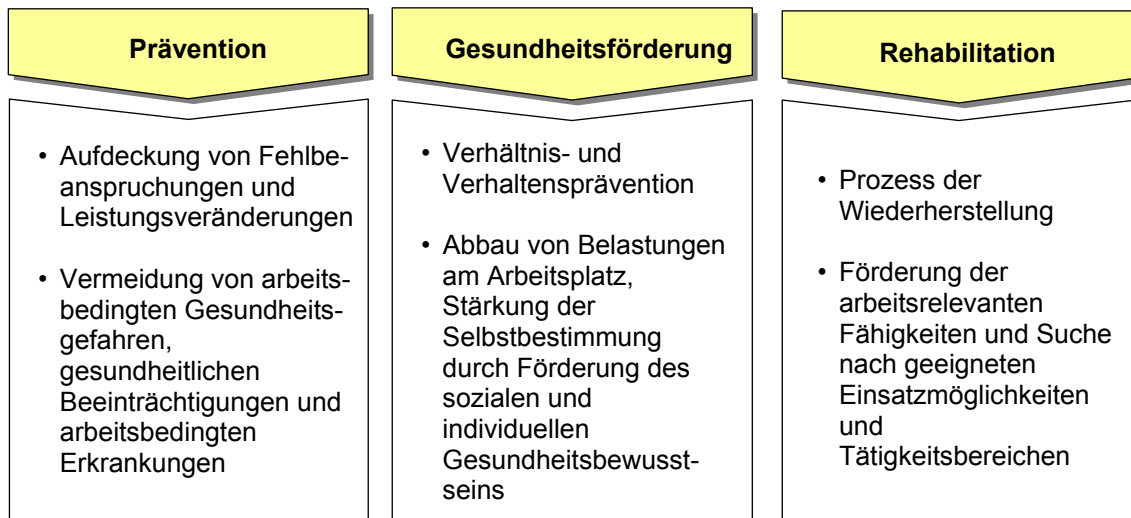 Prävention
• Aufdeckung von Fehlbe-
anspruchungen und
Leistungsveränderungen
• Vermeidung von arbeits-
bedingten Gesundheits-
gefahren,
gesundheitlichen
Beeinträchtigungen und
arbeitsbedingten
Erkrankungen
Gesundheitsförderung
• Verhältnis- und
Verhaltensprävention
• Abbau von Belastungen
am Arbeitsplatz,
Stärkung der
Selbstbestimmung
durch Förderung des
sozialen und
individuellen
Gesundheitsbewusst-
seins
Rehabilitation
• Prozess der
Wiederherstellung
• Förderung der
arbeitsrelevanten
Fähigkeiten und Suche
nach geeigneten
Einsatzmöglichkeiten
und
Tätigkeitsbereichen